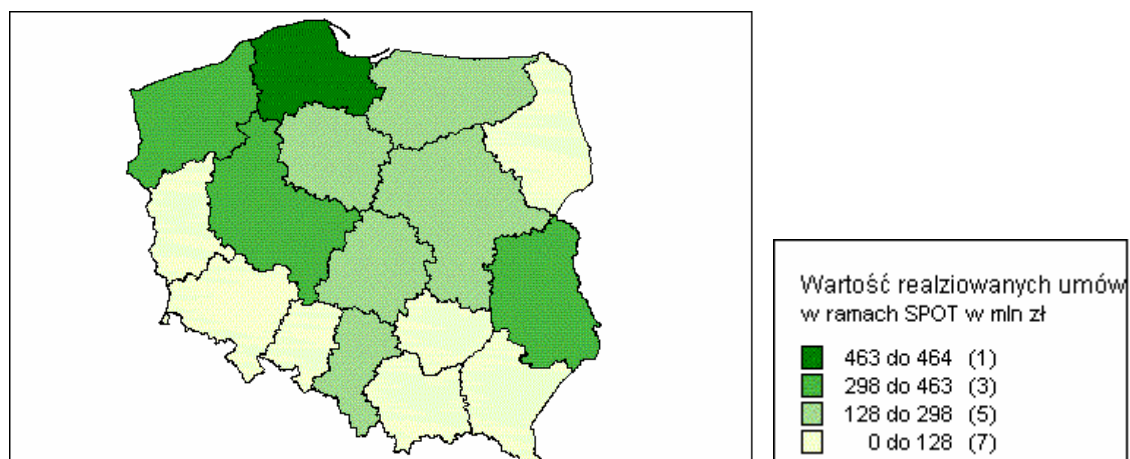 Wartość realziowanych umów
w ramach SPOT w mln zł
463 do 464 (1)
298 do 463 (3)
128 do 298 (5)
0 do 128 (7)